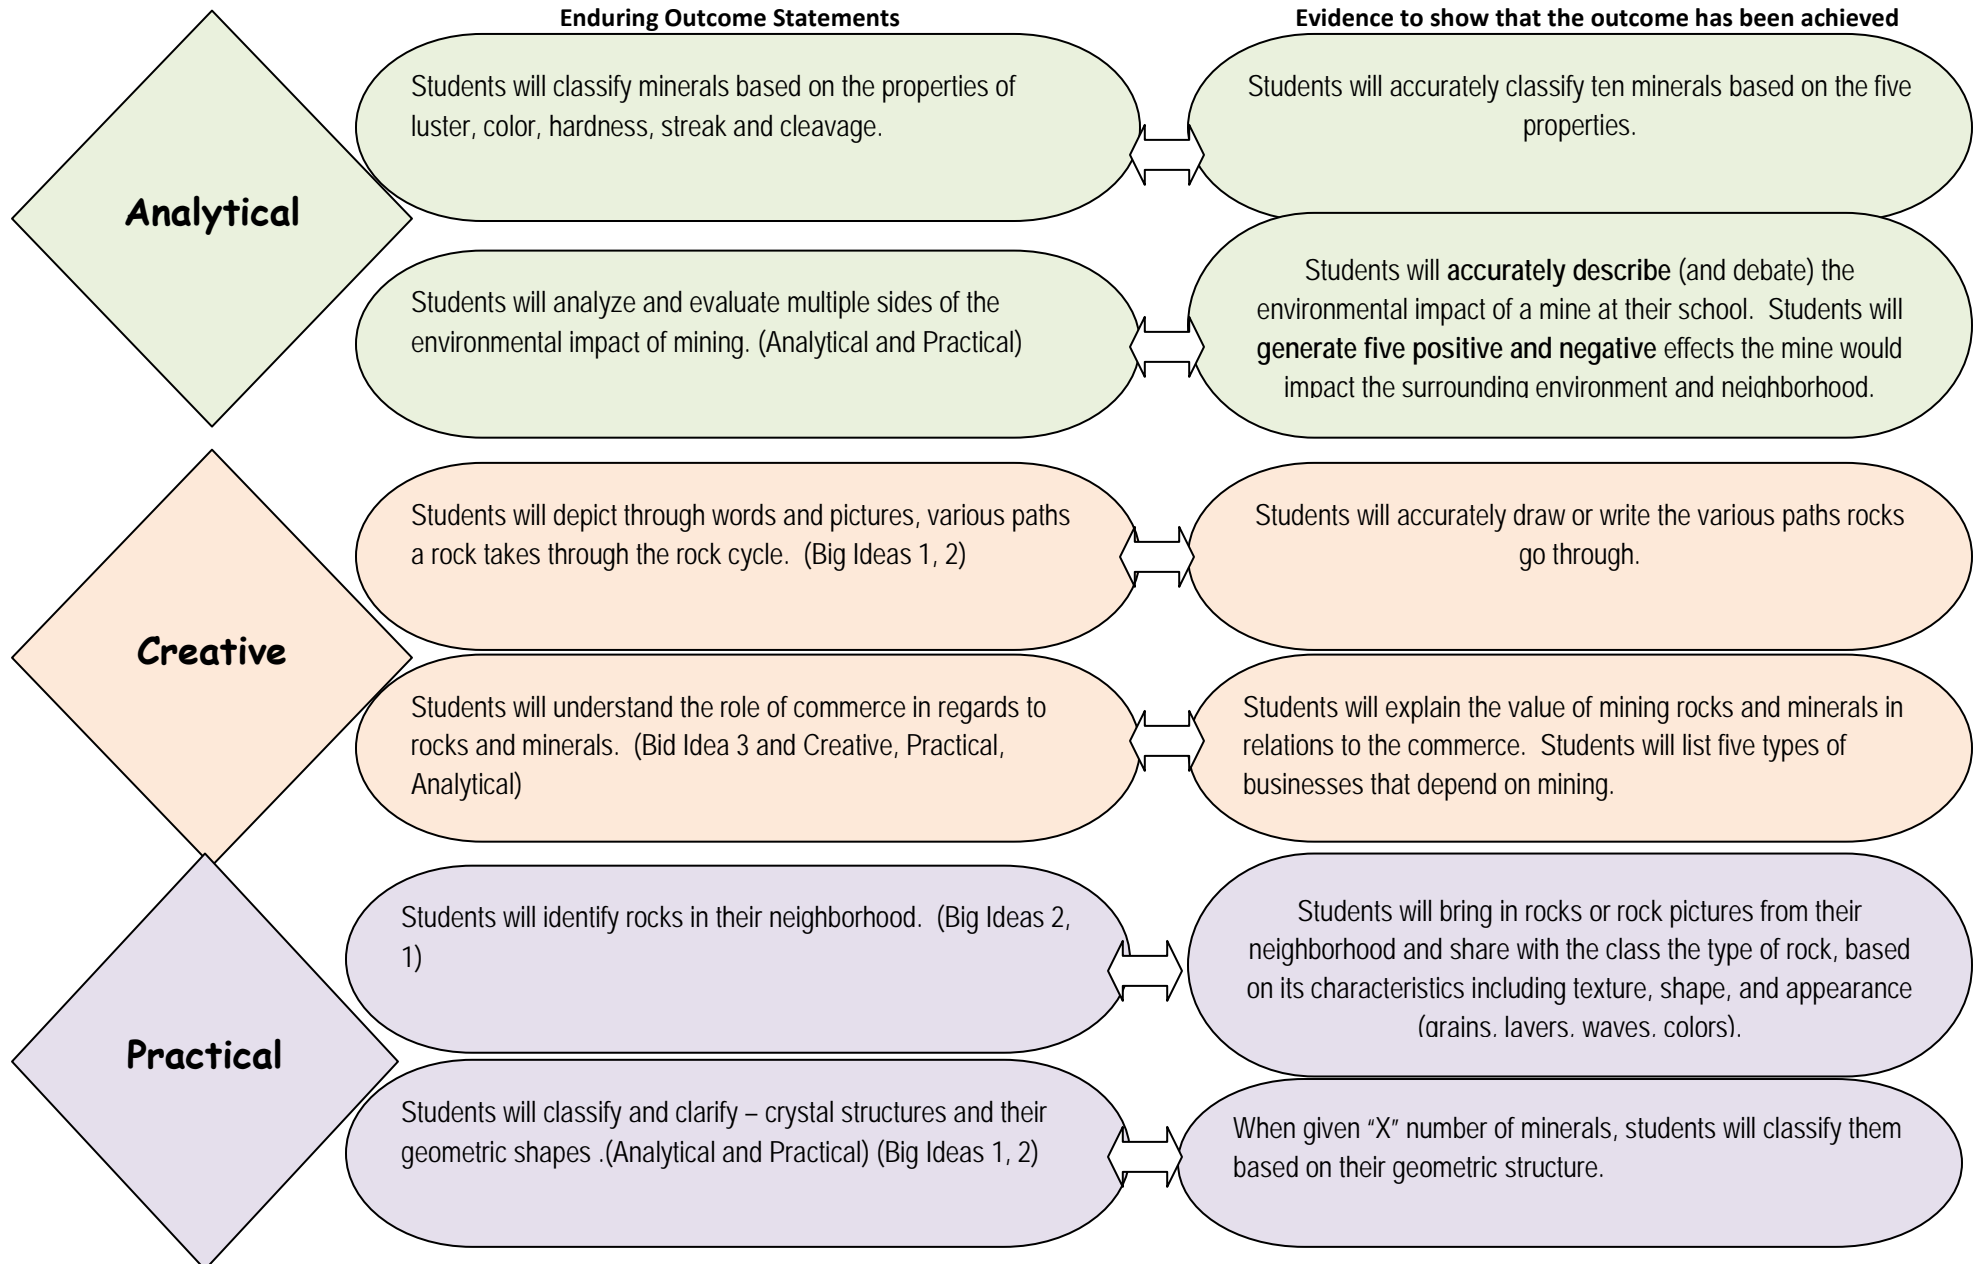 Enduring Outcome Statements
Evidence to show that the outcome has been achieved
Analytical
Students will classify minerals based on the properties of
luster, color, hardness, streak and cleavage.
Students will accurately classify ten minerals based on the five
properties.
Students will analyze and evaluate multiple sides of the
environmental impact of mining. (Analytical and Practical)
Students will accurately describe (and debate) the
environmental impact of a mine at their school.  Students will
generate five positive and negative effects the mine would
impact the surrounding environment and neighborhood.
Creative
Students will depict through words and pictures, various paths
a rock takes through the rock cycle.  (Big Ideas 1, 2)
Students will accurately draw or write the various paths rocks
go through.
Students will understand the role of commerce in regards to
rocks and minerals.  (Bid Idea 3 and Creative, Practical,
Analytical)
Students will explain the value of mining rocks and minerals in
relations to the commerce.  Students will list five types of
businesses that depend on mining.
Practical
Students will identify rocks in their neighborhood.  (Big Ideas 2,
1)
Students will bring in rocks or rock pictures from their
neighborhood and share with the class the type of rock, based
on its characteristics including texture, shape, and appearance
(grains, layers, waves, colors).
Students will classify and clarify – crystal structures and their
geometric shapes .(Analytical and Practical) (Big Ideas 1, 2)
When given “X” number of minerals, students will classify them
based on their geometric structure.